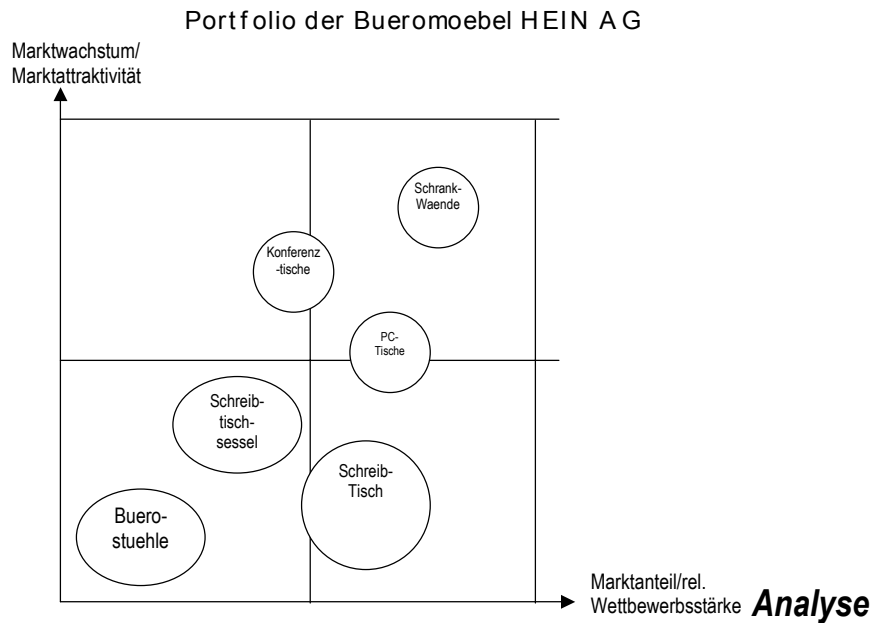 Portfolio der Bueromoebel HEIN AG
Marktwachstum/
Marktattraktivität
Schrank-
Waende
Konferenz
-tische
PC-
Tische
Schreib-
tisch-
sessel
Schreib-
Tisch
Buero-
stuehle
Marktanteil/rel.
Wettbewerbsstärke
Analyse